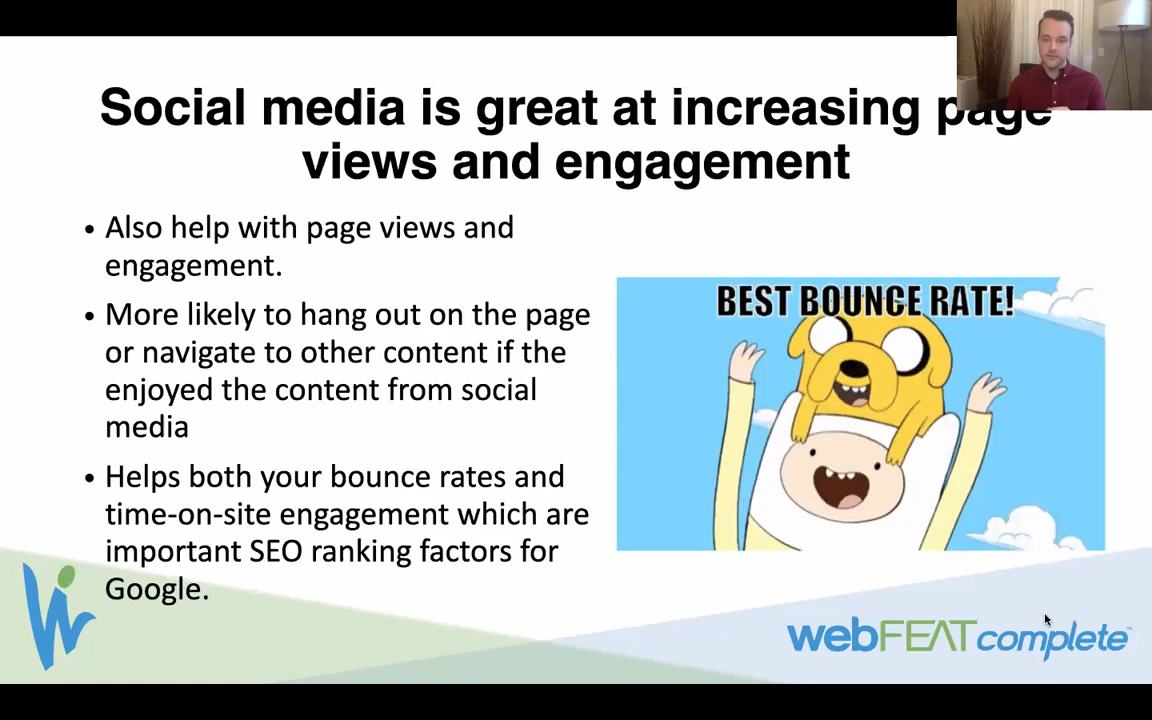 Social media is great at increasing page
views and engagement
• Also help with page views and
engagement.
• More likely to hang out on the page
or navigate to other content if the
enjoyed the content from social
media
• Helps both your bounce rates and
time-on-site engagement which are
important SEO ranking factors for
Google.
BEST BOUNCE RATE!
webFEAT complete™